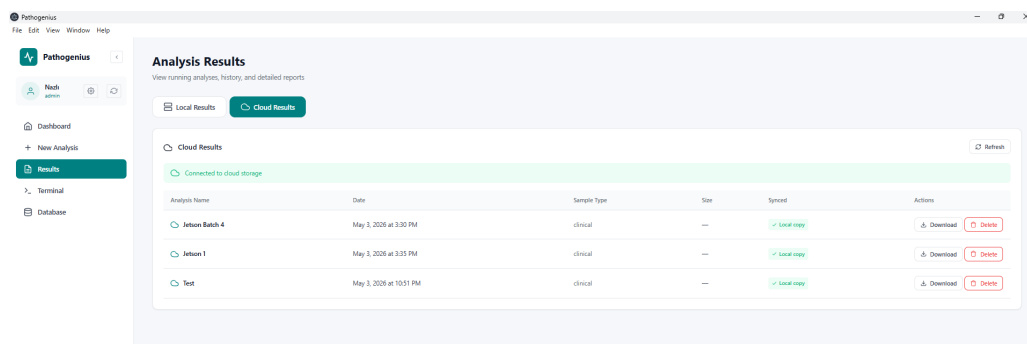 Pathogenius
File Edit View Window Help
Pathogenius
Nazlı
admin
Dashboard
New Analysis
Results
Terminal
Database
Analysis Results
View running analyses, history, and detailed reports
Local Results Cloud Results
Cloud Results Refresh
Connected to cloud storage
Analysis Name Date Sample Type Size Synced Actions
Jetson Batch 4 May 3, 2026 at 3:30 PM clinical — ✓ Local copy Download Delete
Jetson 1 May 3, 2026 at 3:35 PM clinical — ✓ Local copy Download Delete
Test May 3, 2026 at 10:51 PM clinical — ✓ Local copy Download Delete